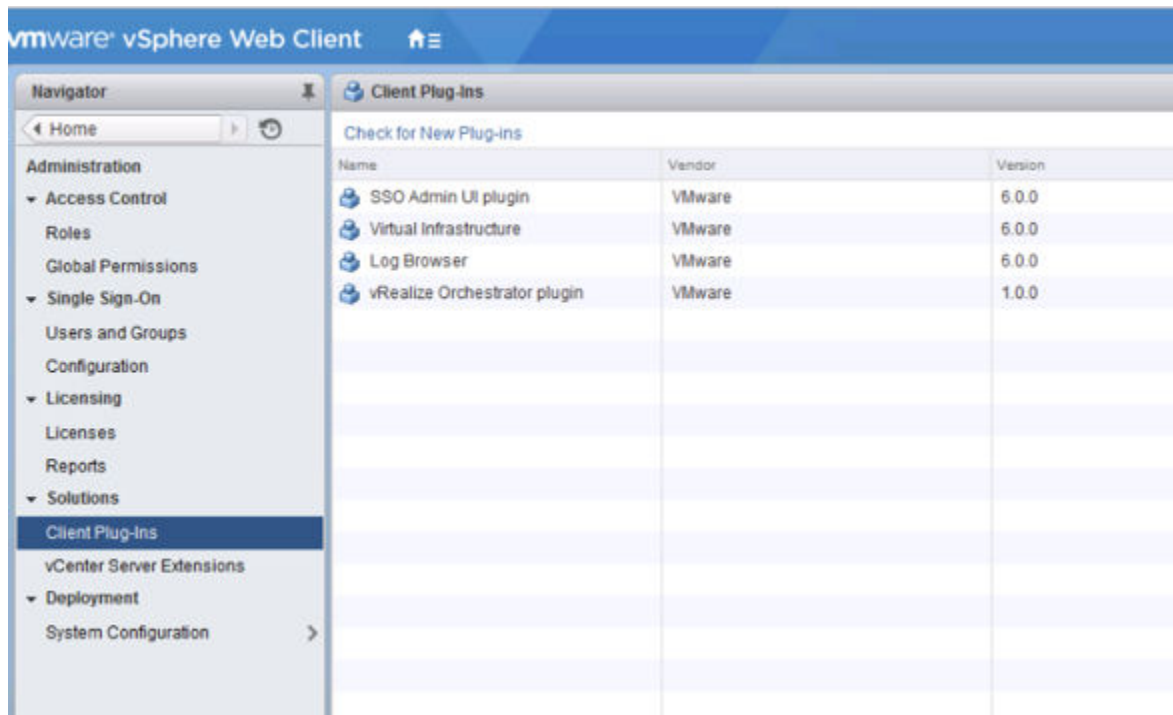 vmware vSphere Web Client
Navigator
Home
Administration
Access Control
Roles
Global Permissions
Single Sign-On
Users and Groups
Configuration
Licensing
Licenses
Reports
Solutions
Client Plug-Ins
vCenter Server Extensions
Deployment
System Configuration
Client Plug-Ins
Check for New Plug-ins
Name Vendor Version
SSO Admin UI plugin VMware 6.0.0
Virtual Infrastructure VMware 6.0.0
Log Browser VMware 6.0.0
vRealize Orchestrator plugin VMware 1.0.0